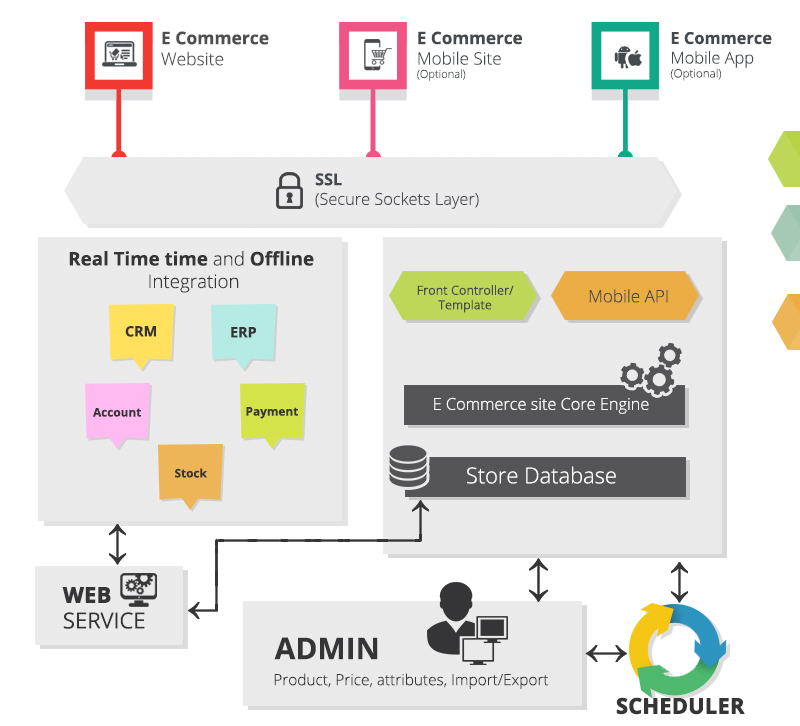 E Commerce
Website
E Commerce
Mobile Site
(Optional)
E Commerce
Mobile App
(Optional)
SSL
(Secure Sockets Layer)
Real Time time and Offline
Integration
CRM
ERP
Account
Payment
Stock
Front Controller/
Template
Mobile API
E Commerce site Core Engine
Store Database
WEB
SERVICE
ADMIN
Product, Price, attributes, Import/Export
SCHEDULER